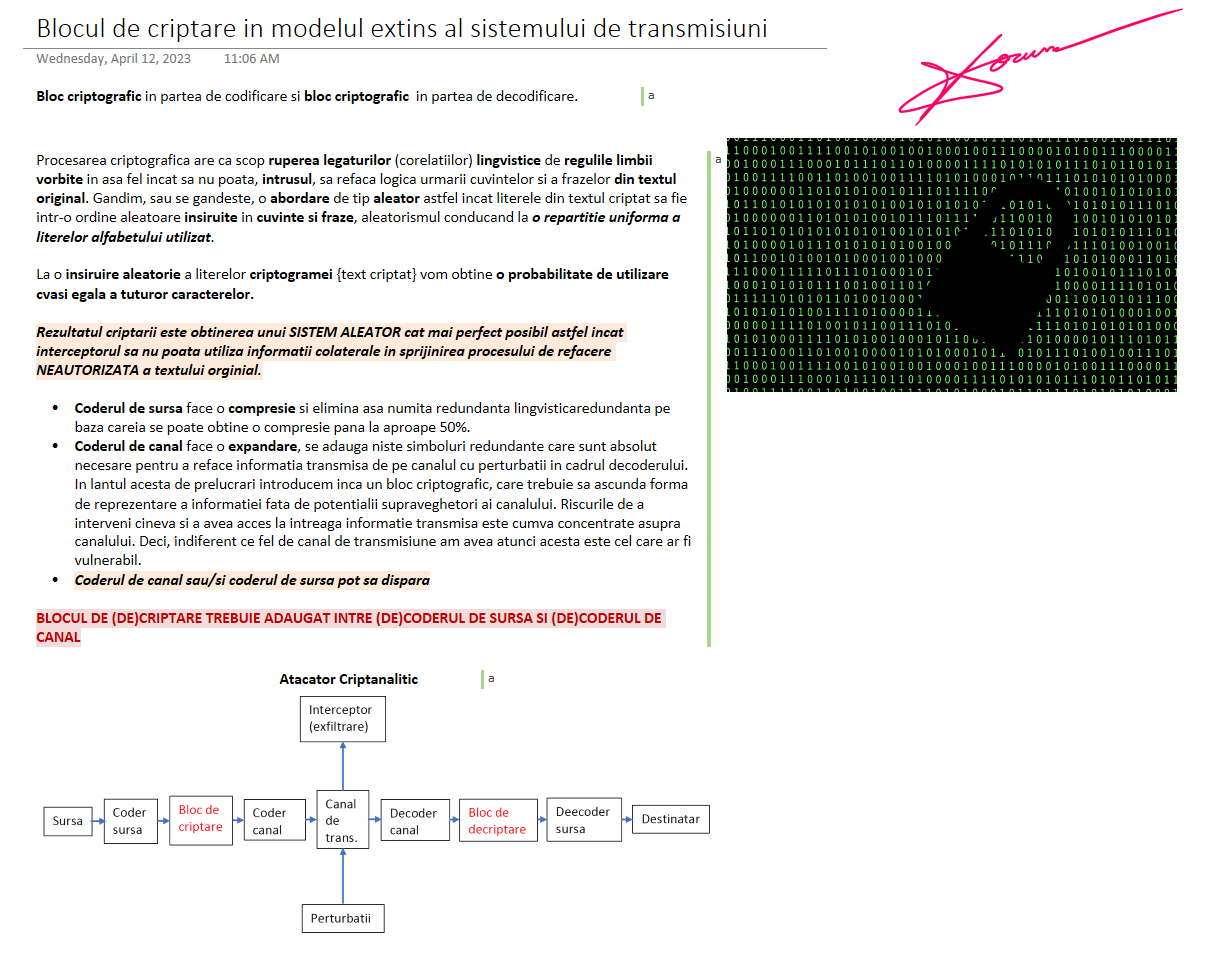 Blocul de criptare in modelul extins al sistemului de transmisiuni
Wednesday, April 12, 2023 11:06 AM
Bloc criptografic in partea de codificare si bloc criptografic in partea de decodificare.
a
Procesarea criptografica are ca scop ruperea legaturilor (corelatiilor) lingvistice de regulile limbii
vorbite in asa fel incat sa nu poata, intrusul, sa refaca logica urmarii cuvintelor si a frazelor din textul
original. Gandim, sau se gandeste, o abordare de tip aleator astfel incat literele din textul criptat sa fie
intr-o ordine aleatoare insiruite in cuvinte si fraze, aleatorismul conducand la o repartitie uniforma a
literelor alfabetului utilizat.
a
La o insiruire aleatorie a literelor criptogramei {text criptat} vom obtine o probabilitate de utilizare
cvasi egala a tuturor caracterelor.
Rezultatul criptarii este obtinerea unui SISTEM ALEATOR cat mai perfect posibil astfel incat
interceptorul sa nu poata utiliza informatii colaterale in sprijinirea procesului de refacere
NEAUTORIZATA a textului orginial.
• Coderul de sursa face o compresie si elimina asa numita redundanta lingvisticaredundanta pe
baza careia se poate obtine o compresie pana la aproape 50%.
• Coderul de canal face o expandare, se adauga niste simboluri redundante care sunt absolut
necesare pentru a reface informatia transmisa de pe canalul cu perturbatii in cadrul decoderului.
In lantul acesta de prelucrari introducem inca un bloc criptografic, care trebuie sa ascunda forma
de reprezentare a informatiei fata de potentialii supraveghetori ai canalului. Riscurile de a
interveni cineva si a avea acces la intreaga informatie transmisa este cumva concentrate asupra
canalului. Deci, indiferent ce fel de canal de transmisiune am avea atunci acesta este cel care ar fi
vulnerabil.
• Coderul de canal sau/si coderul de sursa pot sa dispara
BLOCUL DE (DE)CRIPTARE TREBUIE ADAUGAT INTRE (DE)CODERUL DE SURSA SI (DE)CODERUL DE
CANAL
Atacator Criptanalitic
a
Interceptor
(exfiltrare)
Sursa
Coder
sursa
Bloc de
criptare
Coder
canal
Canal
de
trans.
Decoder
canal
Bloc de
decriptare
Deecoder
sursa
Destinatar
Perturbatii